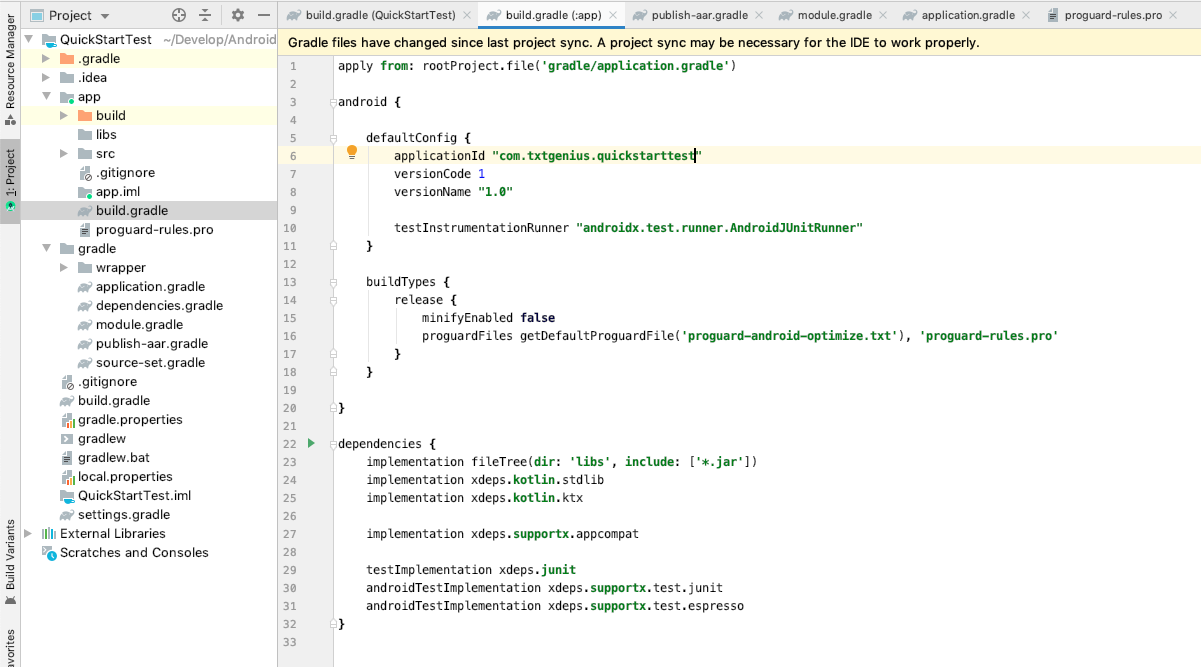 Project
build.gradle (QuickStartTest)
build.gradle (:app)
publish-aar.gradle
module.gradle
application.gradle
proguard-rules.pro
Gradle files have changed since last project sync. A project sync may be necessary for the IDE to work properly.
Resource Manager
1: Project
Build Variants
QuickStartTest ~/Develop/Android
.gradle
.idea
app
build
libs
src
.gitignore
app.iml
build.gradle
proguard-rules.pro
gradle
wrapper
application.gradle
dependencies.gradle
module.gradle
publish-aar.gradle
source-set.gradle
.gitignore
build.gradle
gradle.properties
gradlew
gradlew.bat
local.properties
QuickStartTest.iml
settings.gradle
External Libraries
Scratches and Consoles
1 apply from: rootProject.file('gradle/application.gradle')
2
3 android {
4
5 defaultConfig {
6 applicationId "com.txtgenius.quickstarttest"
7 versionCode 1
8 versionName "1.0"
9
10 testInstrumentationRunner "androidx.test.runner.AndroidJUnitRunner"
11 }
12
13 buildTypes {
14 release {
15 minifyEnabled false
16 proguardFiles getDefaultProguardFile('proguard-android-optimize.txt'), 'proguard-rules.pro'
17 }
18 }
19
20 }
21
22 dependencies {
23 implementation fileTree(dir: 'libs', include: ['*.jar'])
24 implementation xdeps.kotlin.stdlib
25 implementation xdeps.kotlin.ktx
26
27 implementation xdeps.supportx.appcompat
28
29 testImplementation xdeps.junit
30 androidTestImplementation xdeps.supportx.test.junit
31 androidTestImplementation xdeps.supportx.test.espresso
32 }
33